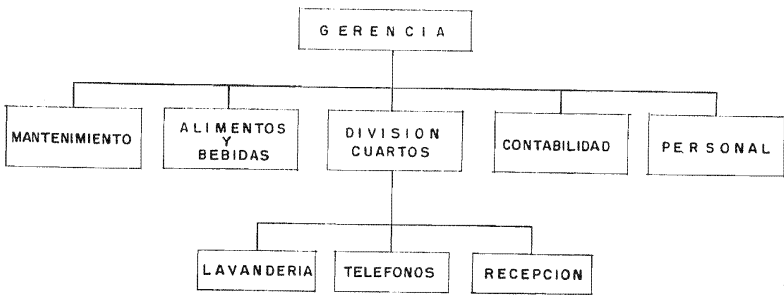 GERENCIA
MANTENIMIENTO
ALIMENTOS
Y
BEBIDAS
DIVISION
CUARTOS
CONTABILIDAD
PERSONAL
LAVANDERIA
TELEFONOS
RECEPCION